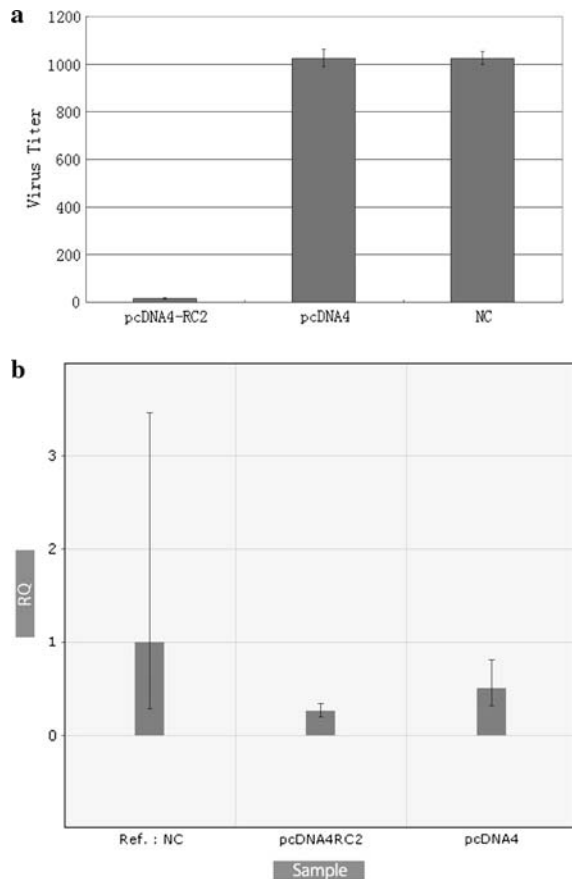 a
1200
1000
800
600
400
200
0
Virus Titer
pcDNA4-RC2 pcDNA4 NC
b
3
2
1
0
RQ
Ref. : NC pcDNA4RC2 pcDNA4
Sample